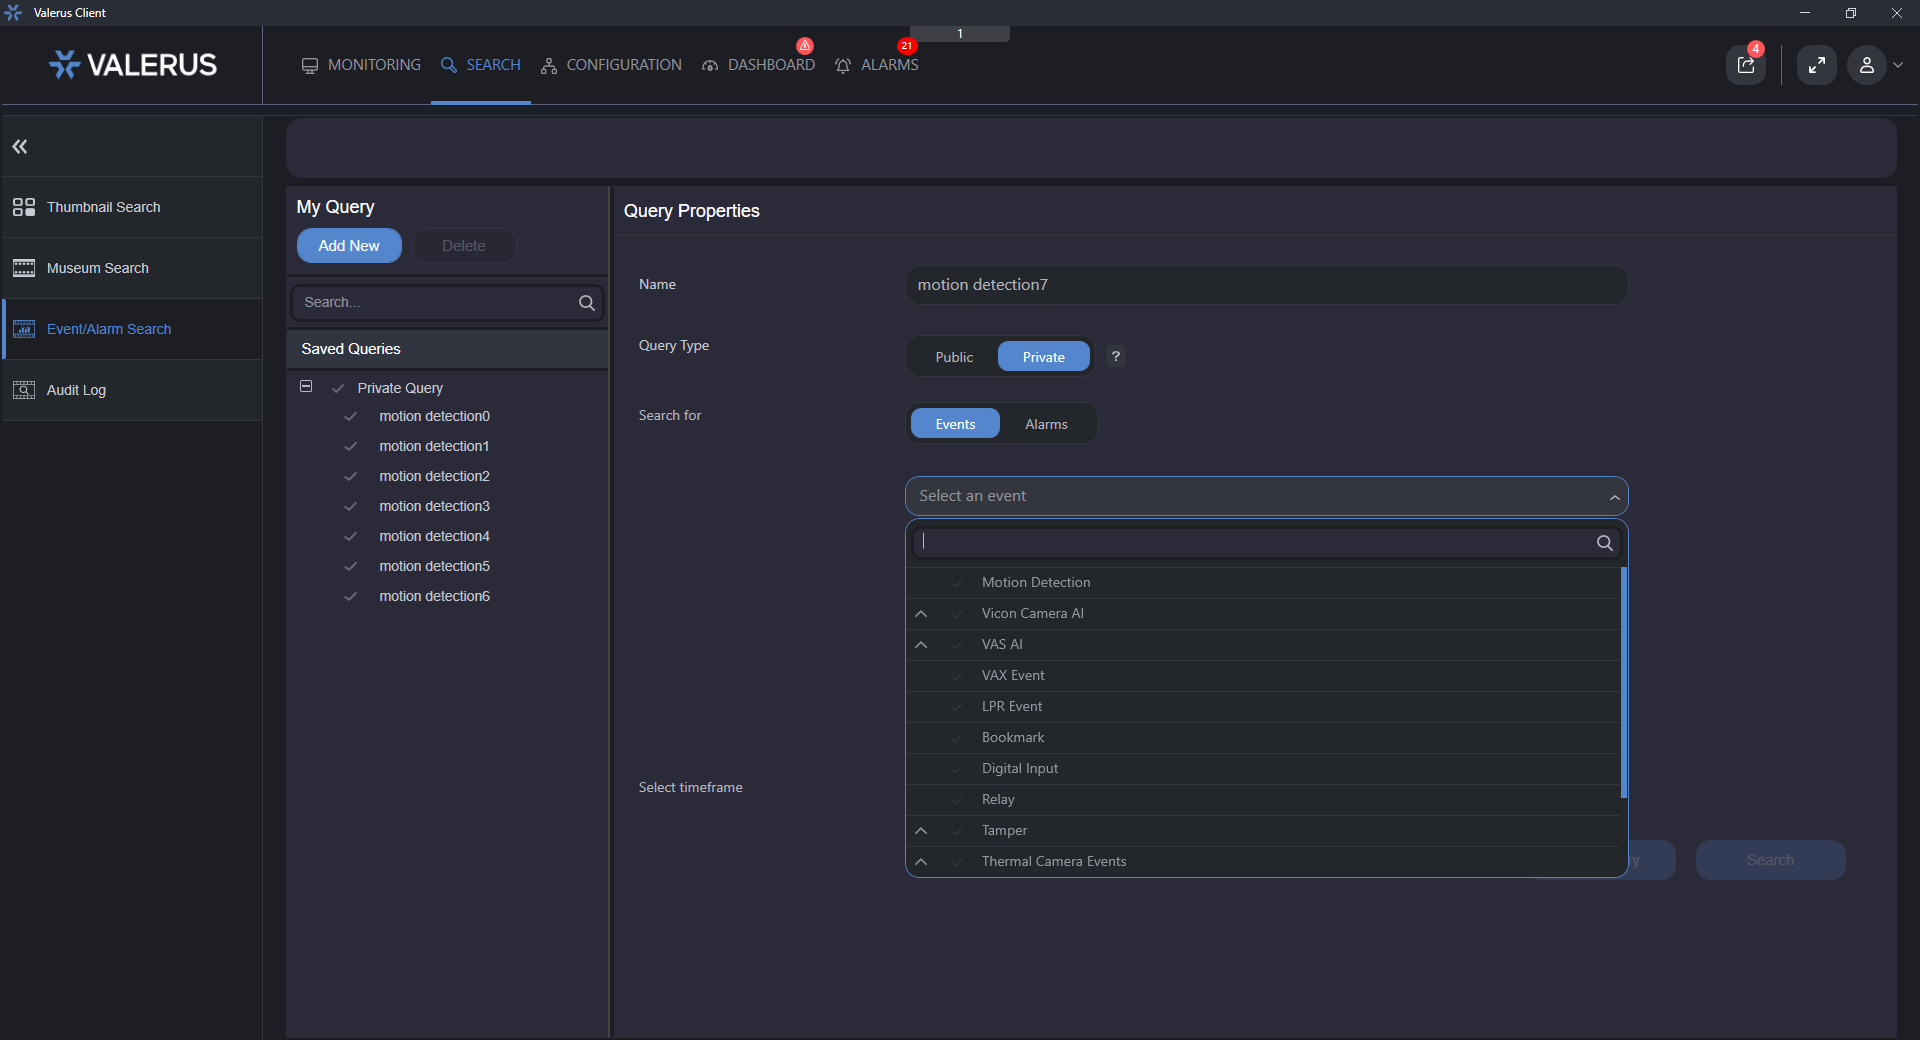 Valerus Client
1
VALERUS
MONITORING
SEARCH
CONFIGURATION
DASHBOARD
21
ALARMS
4
Thumbnail Search
Museum Search
Event/Alarm Search
Audit Log
My Query
Add New
Delete
Search...
Saved Queries
Private Query
motion detection0
motion detection1
motion detection2
motion detection3
motion detection4
motion detection5
motion detection6
Query Properties
Name
motion detection7
Query Type
Public
Private
?
Search for
Events
Alarms
Select an event
Motion Detection
Vicon Camera AI
VAS AI
VAX Event
LPR Event
Bookmark
Digital Input
Relay
Tamper
Thermal Camera Events
Select timeframe
Search